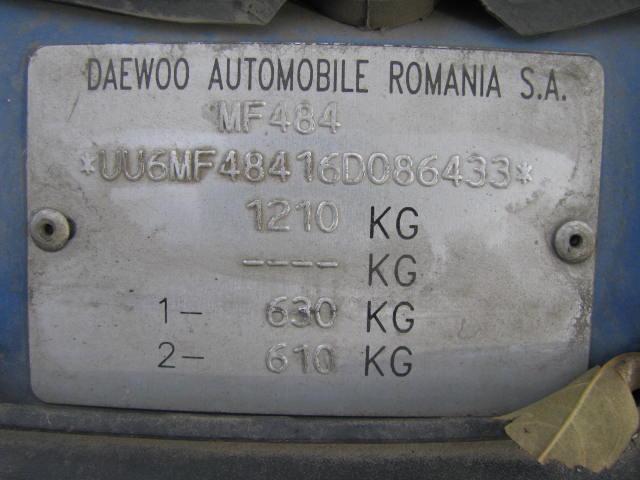 DAEWOO AUTOMOBILE ROMANIA S.A.
MF484
*UU6MF48416D086433*
1210 KG
---- KG
1- 630 KG
2- 610 KG